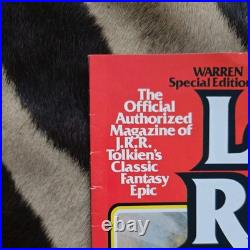 WARREN
Special Edition
The
Official
Authorized
Magazine of
J.R.R.
Tolkien's
Classic
Fantasy
Epic
L
R